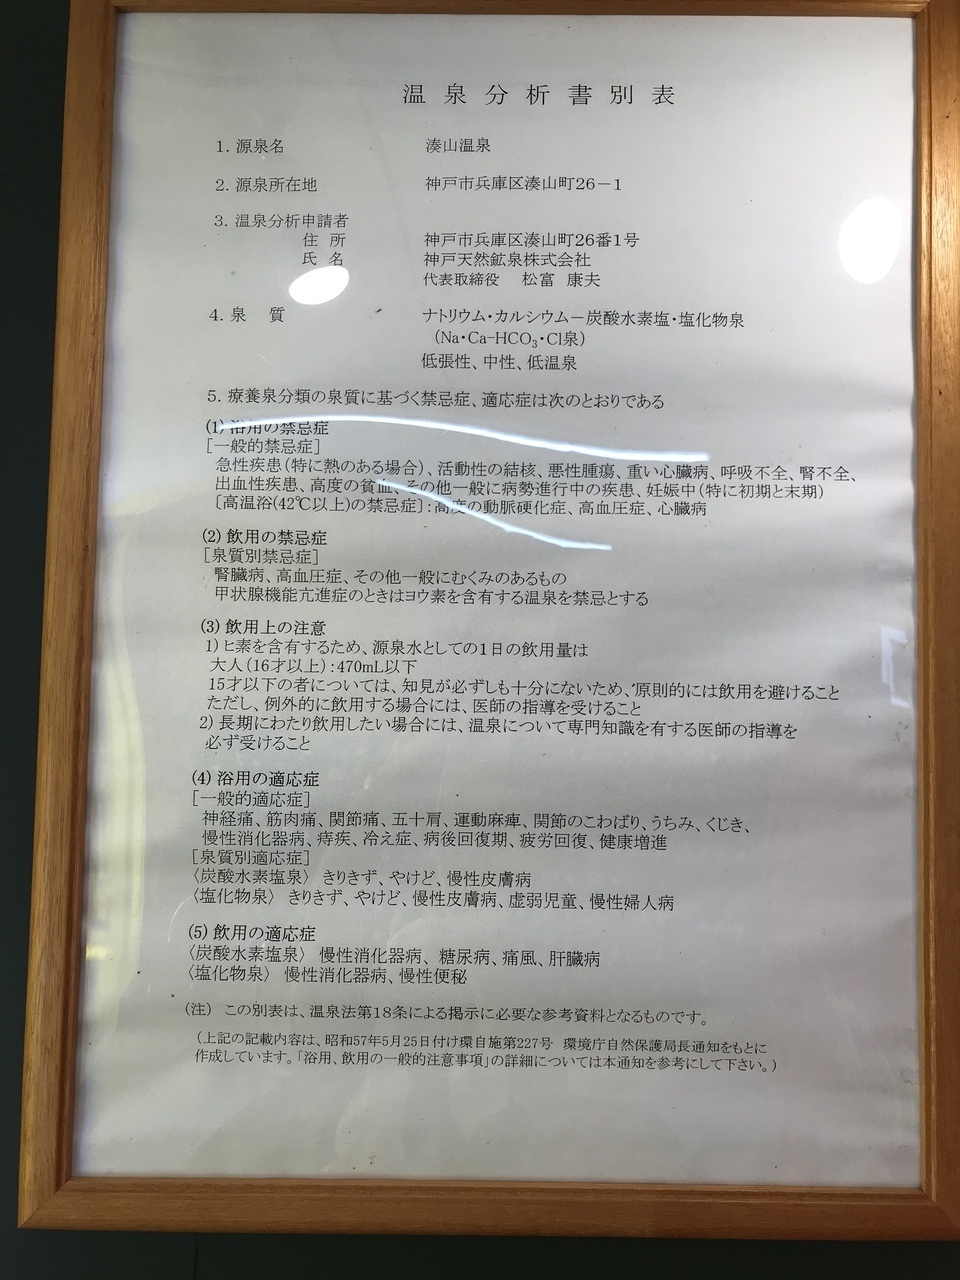 温泉分析書別表
1. 源泉名 湊山温泉
2. 源泉所在地 神戸市兵庫区湊山町26－1
3. 温泉分析申請者
住 所 神戸市兵庫区湊山町26番1号
氏 名 神戸天然鉱泉株式会社
代表取締役 松富 康夫
4. 泉 質 ナトリウム・カルシウム－炭酸水素塩・塩化物泉
（Na・Ca-HCO₃・Cl泉）
低張性、中性、低温泉
5. 療養泉分類の泉質に基づく禁忌症、適応症は次のとおりである
(1) 浴用の禁忌症
［一般的禁忌症］
急性疾患（特に熱のある場合）、活動性の結核、悪性腫瘍、重い心臓病、呼吸不全、腎不全、
出血性疾患、高度の貧血、その他一般に病勢進行中の疾患、妊娠中（特に初期と末期）
〔高温浴(42℃以上)の禁忌症〕：高度の動脈硬化症、高血圧症、心臓病
(2) 飲用の禁忌症
［泉質別禁忌症］
腎臓病、高血圧症、その他一般にむくみのあるもの
甲状腺機能亢進症のときはヨウ素を含有する温泉を禁忌とする
(3) 飲用上の注意
1) ヒ素を含有するため、源泉水としての1日の飲用量は
大人（16才以上）：470mL以下
15才以下の者については、知見が必ずしも十分にないため、原則的には飲用を避けること
ただし、例外的に飲用する場合には、医師の指導を受けること
2) 長期にわたり飲用したい場合には、温泉について専門知識を有する医師の指導を
必ず受けること
(4) 浴用の適応症
［一般的適応症］
神経痛、筋肉痛、関節痛、五十肩、運動麻痺、関節のこわばり、うちみ、くじき、
慢性消化器病、痔疾、冷え症、病後回復期、疲労回復、健康増進
［泉質別適応症］
〈炭酸水素塩泉〉 きりきず、やけど、慢性皮膚病
〈塩化物泉〉 きりきず、やけど、慢性皮膚病、虚弱児童、慢性婦人病
(5) 飲用の適応症
〈炭酸水素塩泉〉 慢性消化器病、糖尿病、痛風、肝臓病
〈塩化物泉〉 慢性消化器病、慢性便秘
（注） この別表は、温泉法第18条による掲示に必要な参考資料となるものです。
（上記の記載内容は、昭和57年5月25日付け環自施第227号 環境庁自然保護局長通知をもとに
作成しています。「浴用、飲用の一般的注意事項」の詳細については本通知を参考にして下さい。）